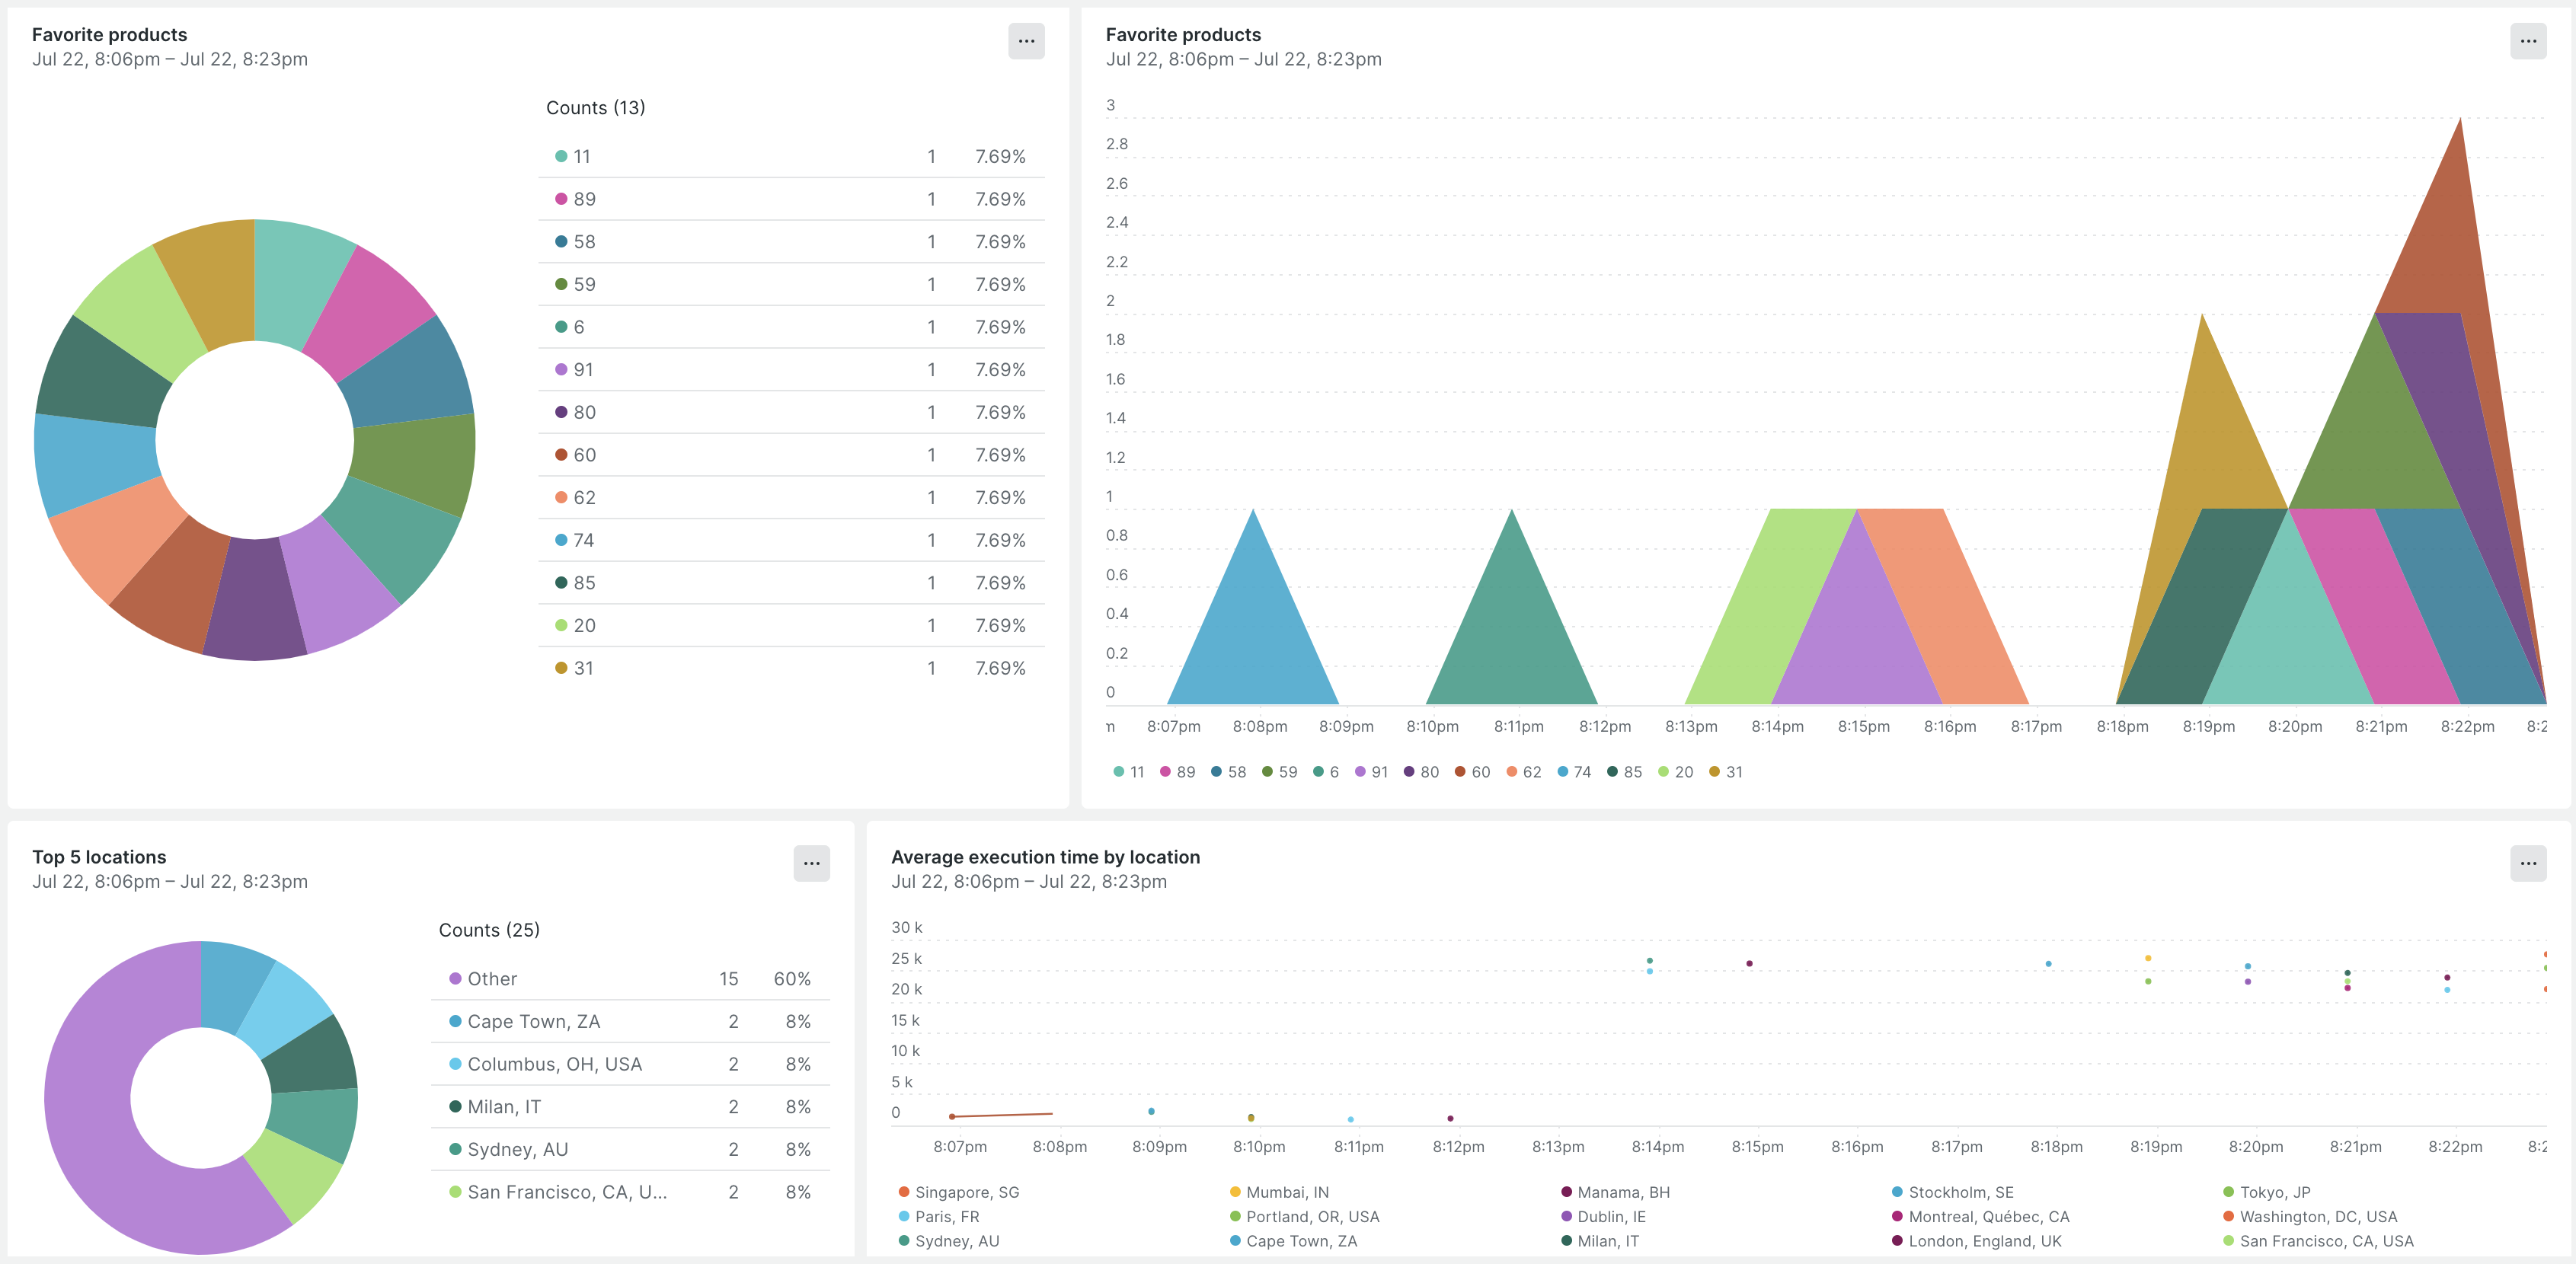 Favorite products
Jul 22, 8:06pm – Jul 22, 8:23pm
...
Counts (13)
11 1 7.69%
89 1 7.69%
58 1 7.69%
59 1 7.69%
6 1 7.69%
91 1 7.69%
80 1 7.69%
60 1 7.69%
62 1 7.69%
74 1 7.69%
85 1 7.69%
20 1 7.69%
31 1 7.69%
Favorite products
Jul 22, 8:06pm – Jul 22, 8:23pm
...
3
2.8
2.6
2.4
2.2
2
1.8
1.6
1.4
1.2
1
0.8
0.6
0.4
0.2
0
m 8:07pm 8:08pm 8:09pm 8:10pm 8:11pm 8:12pm 8:13pm 8:14pm 8:15pm 8:16pm 8:17pm 8:18pm 8:19pm 8:20pm 8:21pm 8:22pm 8:2
11 89 58 59 6 91 80 60 62 74 85 20 31
Top 5 locations
Jul 22, 8:06pm – Jul 22, 8:23pm
...
Counts (25)
Other 15 60%
Cape Town, ZA 2 8%
Columbus, OH, USA 2 8%
Milan, IT 2 8%
Sydney, AU 2 8%
San Francisco, CA, U... 2 8%
Average execution time by location
Jul 22, 8:06pm – Jul 22, 8:23pm
...
30 k
25 k
20 k
15 k
10 k
5 k
0
8:07pm 8:08pm 8:09pm 8:10pm 8:11pm 8:12pm 8:13pm 8:14pm 8:15pm 8:16pm 8:17pm 8:18pm 8:19pm 8:20pm 8:21pm 8:22pm 8:2
Singapore, SG Mumbai, IN Manama, BH Stockholm, SE Tokyo, JP
Paris, FR Portland, OR, USA Dublin, IE Montreal, Québec, CA Washington, DC, USA
Sydney, AU Cape Town, ZA Milan, IT London, England, UK San Francisco, CA, USA